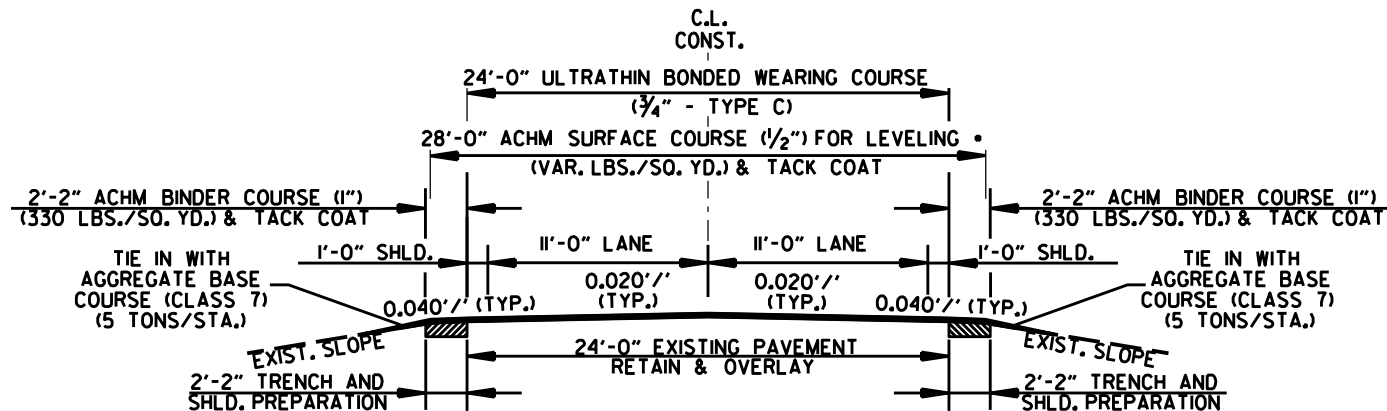 C.L.
CONST.
24'-0" ULTRATHIN BONDED WEARING COURSE
(3/4" - TYPE C)
28'-0" ACHM SURFACE COURSE (1/2") FOR LEVELING *
(VAR. LBS./SQ. YD.) & TACK COAT
2'-2" ACHM BINDER COURSE (1")
(330 LBS./SQ. YD.) & TACK COAT
2'-2" ACHM BINDER COURSE (1")
(330 LBS./SQ. YD.) & TACK COAT
TIE IN WITH
AGGREGATE BASE
COURSE (CLASS 7)
(5 TONS/STA.)
1'-0" SHLD.
11'-0" LANE
11'-0" LANE
1'-0" SHLD.
TIE IN WITH
AGGREGATE BASE
COURSE (CLASS 7)
(5 TONS/STA.)
0.040'/' (TYP.)
0.020'/'
(TYP.)
0.020'/'
(TYP.)
0.040'/' (TYP.)
EXIST. SLOPE
24'-0" EXISTING PAVEMENT
RETAIN & OVERLAY
EXIST. SLOPE
2'-2" TRENCH AND
SHLD. PREPARATION
2'-2" TRENCH AND
SHLD. PREPARATION